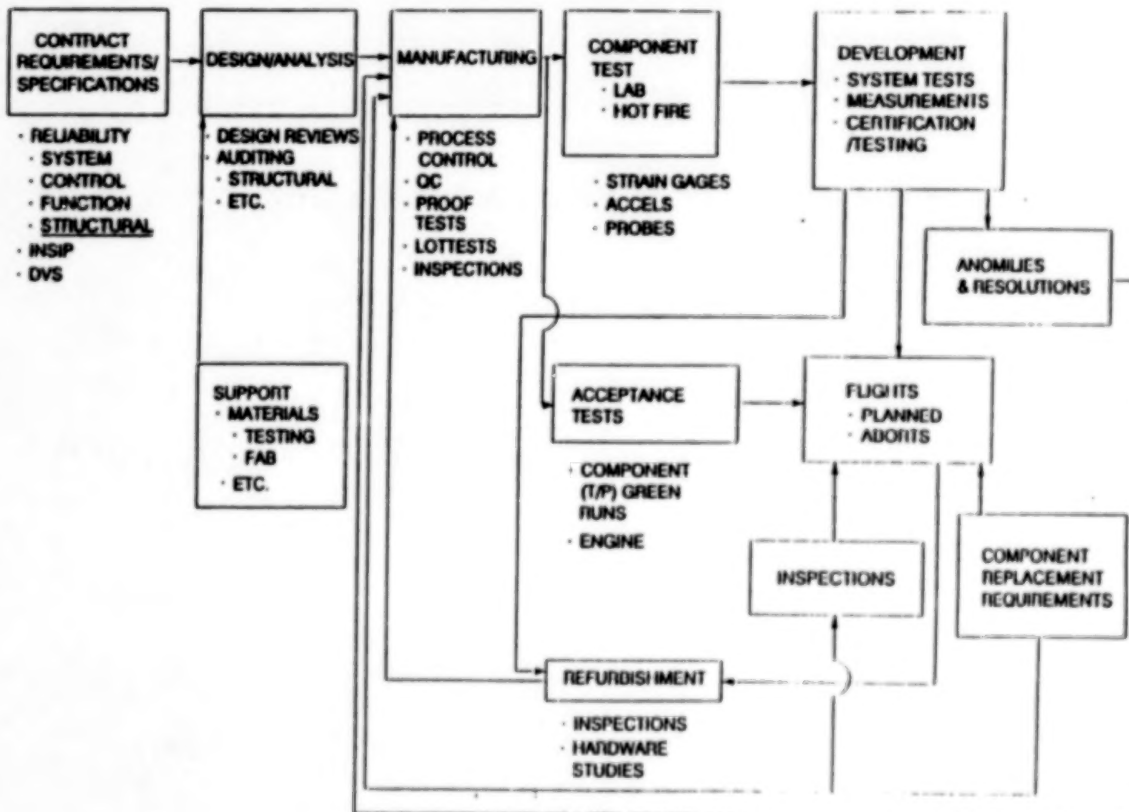 CONTRACT
REQUIREMENTS/
SPECIFICATIONS
· RELIABILITY
· SYSTEM
· CONTROL
· FUNCTION
· STRUCTURAL
· INSIP
· DVS
DESIGN/ANALYSIS
· DESIGN REVIEWS
· AUDITING
· STRUCTURAL
· ETC.
SUPPORT
· MATERIALS
· TESTING
· FAB
· ETC.
MANUFACTURING
· PROCESS
CONTROL
· QC
· PROOF
TESTS
· LOTTESTS
· INSPECTIONS
COMPONENT
TEST
· LAB
· HOT FIRE
· STRAIN GAGES
· ACCELS
· PROBES
DEVELOPMENT
· SYSTEM TESTS
· MEASUREMENTS
· CERTIFICATION
/TESTING
ANOMILIES
& RESOLUTIONS
ACCEPTANCE
TESTS
· COMPONENT
(T/P) GREEN
RUNS
· ENGINE
FLIGHTS
· PLANNED
· ABORTS
INSPECTIONS
COMPONENT
REPLACEMENT
REQUIREMENTS
REFURBISHMENT
· INSPECTIONS
· HARDWARE
STUDIES